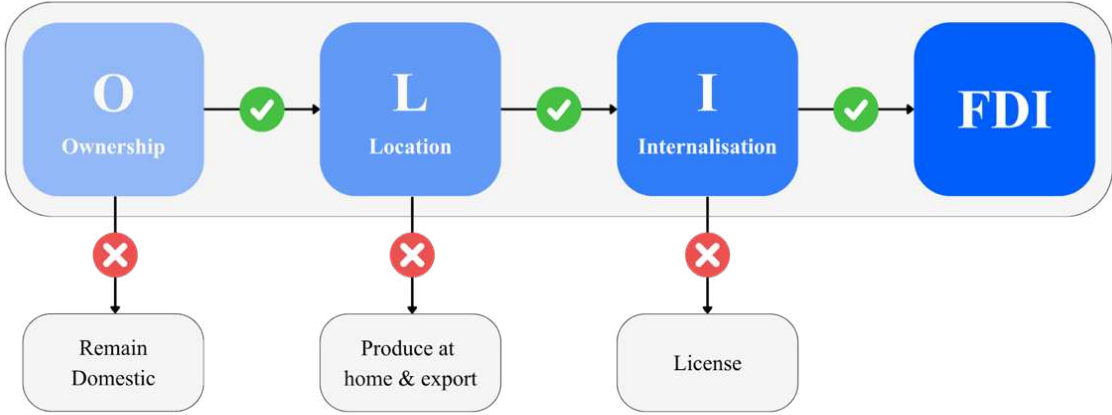 O
Ownership
L
Location
I
Internalisation
FDI
Remain
Domestic
Produce at
home & export
License